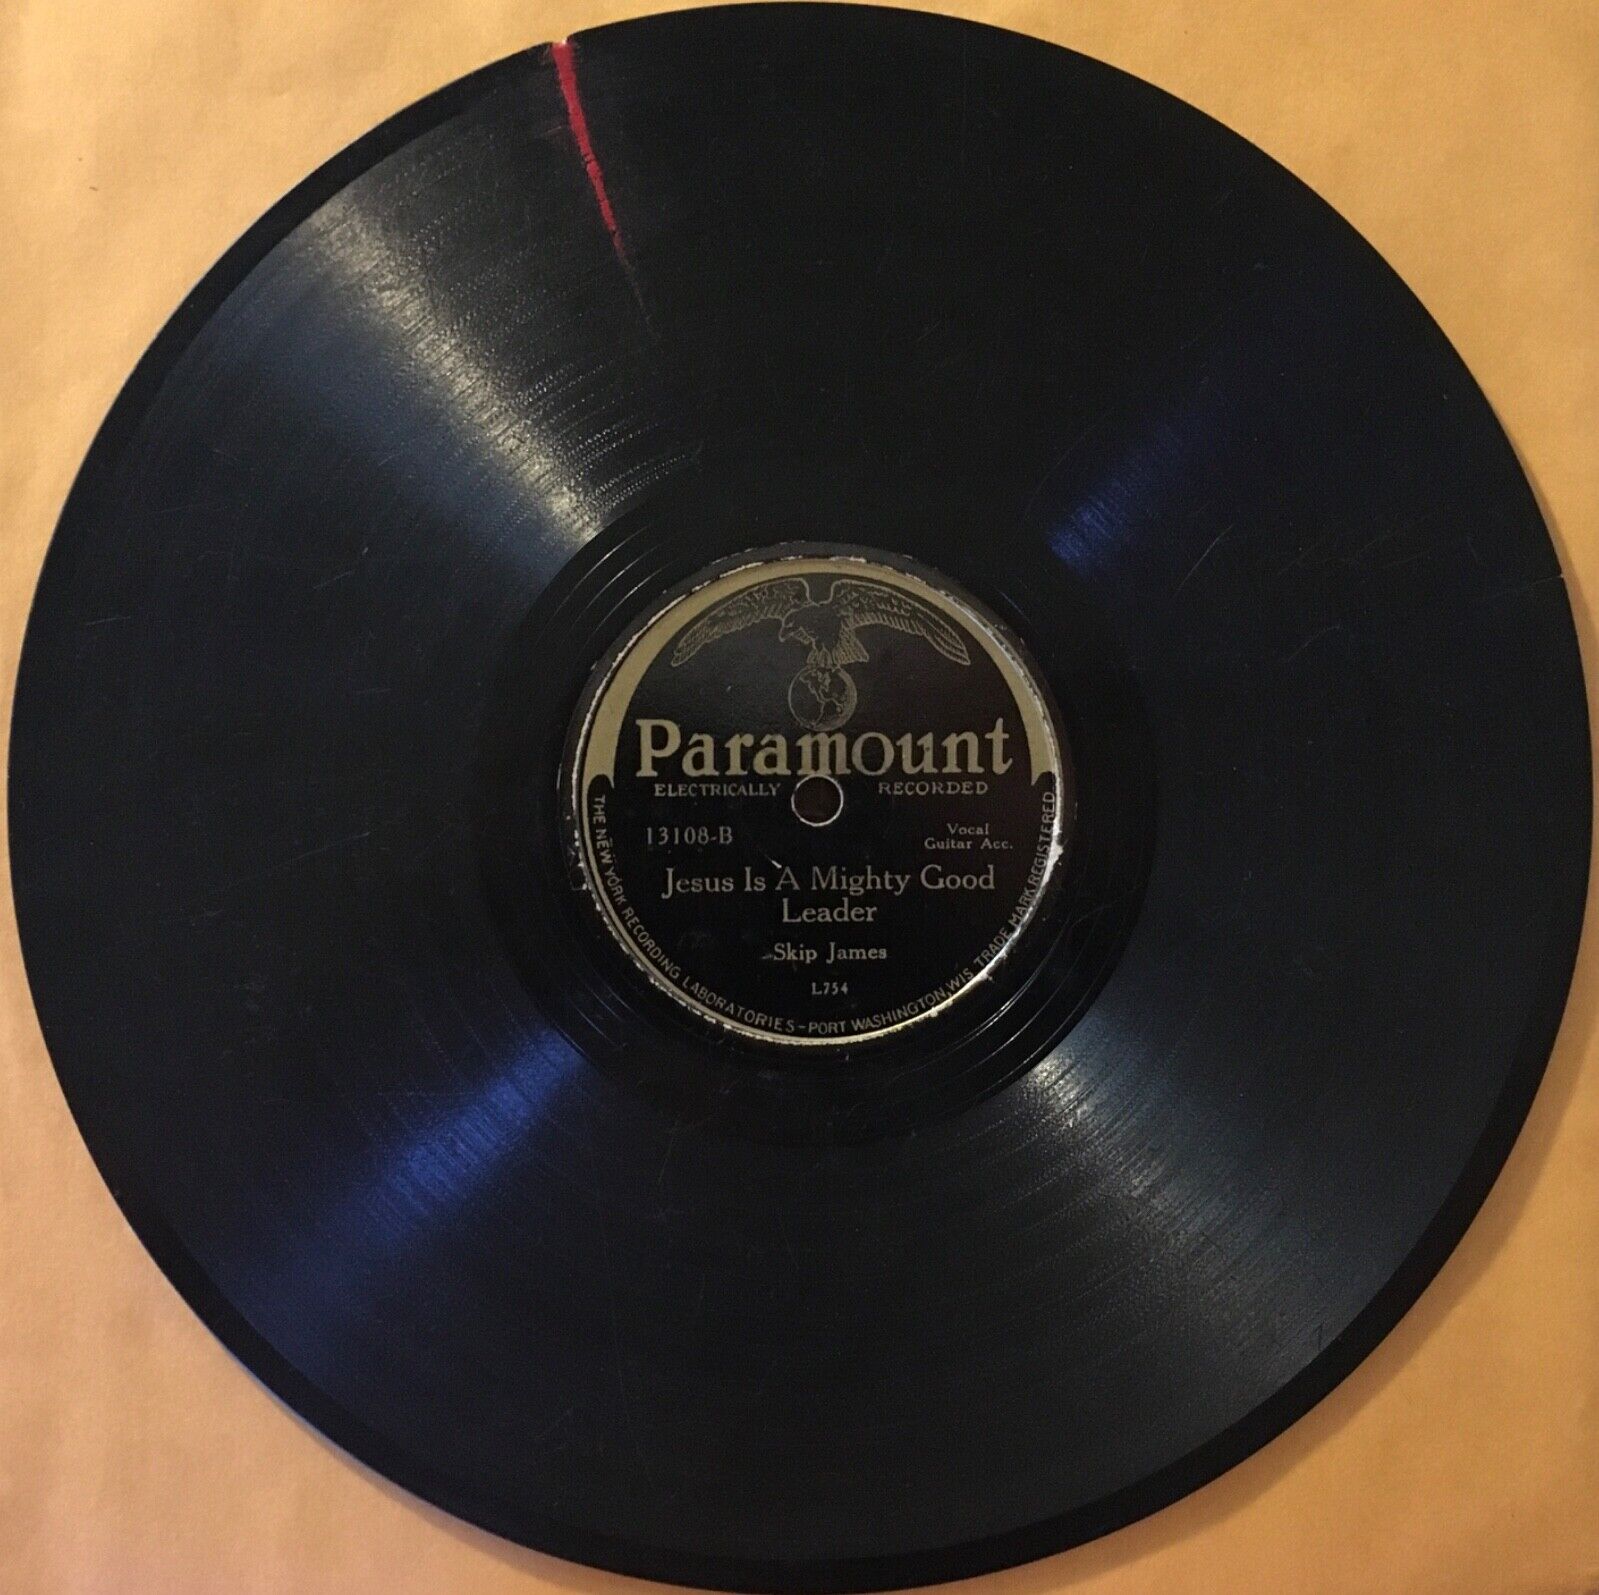 Paramount
ELECTRICALLY RECORDED
13108-B
Vocal
Guitar Acc.
Jesus Is A Mighty Good
Leader
Skip James
L754
THE NEW YORK RECORDING LABORATORIES-PORT WASHINGTON, WIS. TRADE MARK REGISTERED